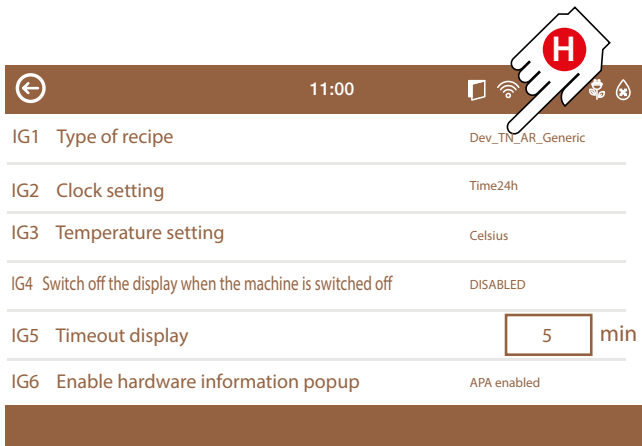 H
11:00
IG1 Type of recipe Dev_TN_AR_Generic
IG2 Clock setting Time24h
IG3 Temperature setting Celsius
IG4 Switch off the display when the machine is switched off DISABLED
IG5 Timeout display 5 min
IG6 Enable hardware information popup APA enabled